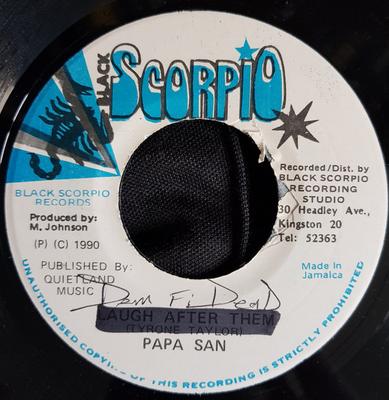 BLACK
SCORPIO
BLACK SCORPIO
RECORDS
Produced by:
M. Johnson
(P) (C) 1990
PUBLISHED BY:
QUIETLAND
MUSIC
Recorded/Dist. by
BLACK SCORPIO
RECORDING
STUDIO
30 Headley Ave.,
Kingston 20
Tel: 52363
Made in
Jamaica
Dem Fi Dead
LAUGH AFTER THEM
(TYRONE TAYLOR)
PAPA SAN
UNAUTHORISED COPYING OF THIS RECORDING IS STRICTLY PROHIBITED